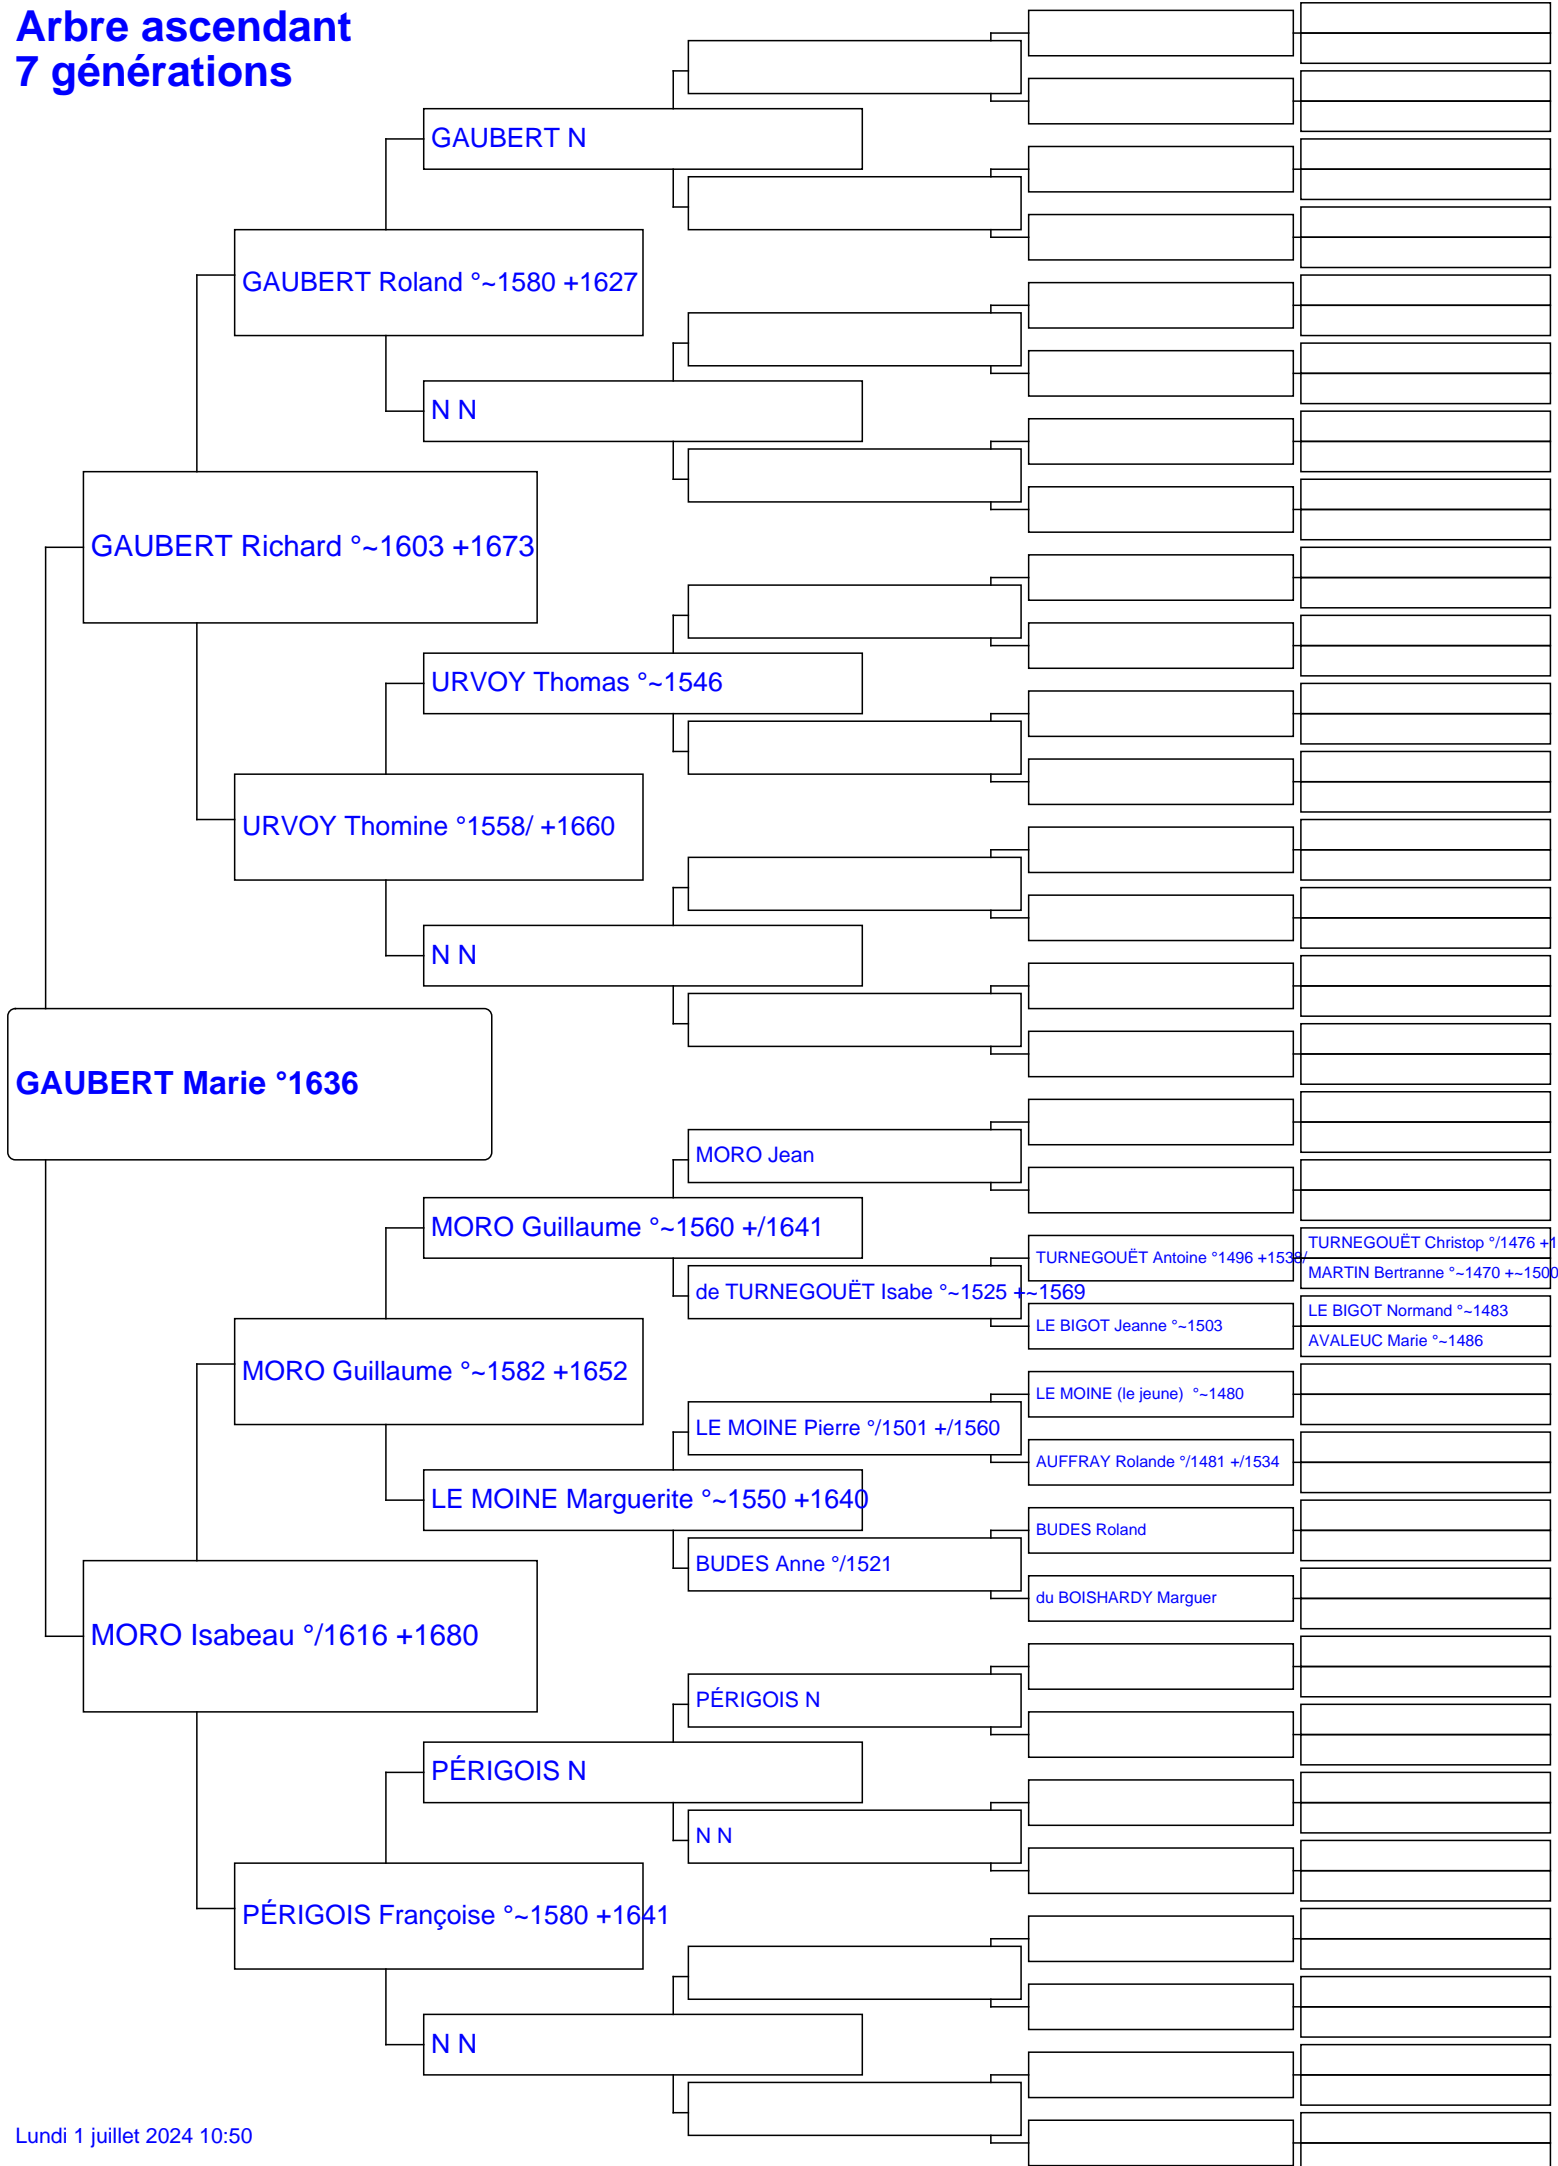 Arbre ascendant
7 générations
GAUBERT N
GAUBERT Roland °~1580 +1627
N N
GAUBERT Richard °~1603 +1673
URVOY Thomas °~1546
URVOY Thomine °1558/ +1660
N N
GAUBERT Marie °1636
MORO Jean
MORO Guillaume °~1560 +/1641
TURNEGOUËT Christop °/1476 +1
TURNEGOUËT Antoine °1496 +1538/
MARTIN Bertranne °~1470 +~1500
de TURNEGOUËT Isabe °~1525 +~1569
LE BIGOT Normand °~1483
LE BIGOT Jeanne °~1503
AVALEUC Marie °~1486
MORO Guillaume °~1582 +1652
LE MOINE (le jeune) °~1480
LE MOINE Pierre °/1501 +/1560
AUFFRAY Rolande °/1481 +/1534
LE MOINE Marguerite °~1550 +1640
BUDES Roland
BUDES Anne °/1521
du BOISHARDY Marguer
MORO Isabeau °/1616 +1680
PÉRIGOIS N
PÉRIGOIS N
N N
PÉRIGOIS Françoise °~1580 +1641
N N
Lundi 1 juillet 2024 10:50